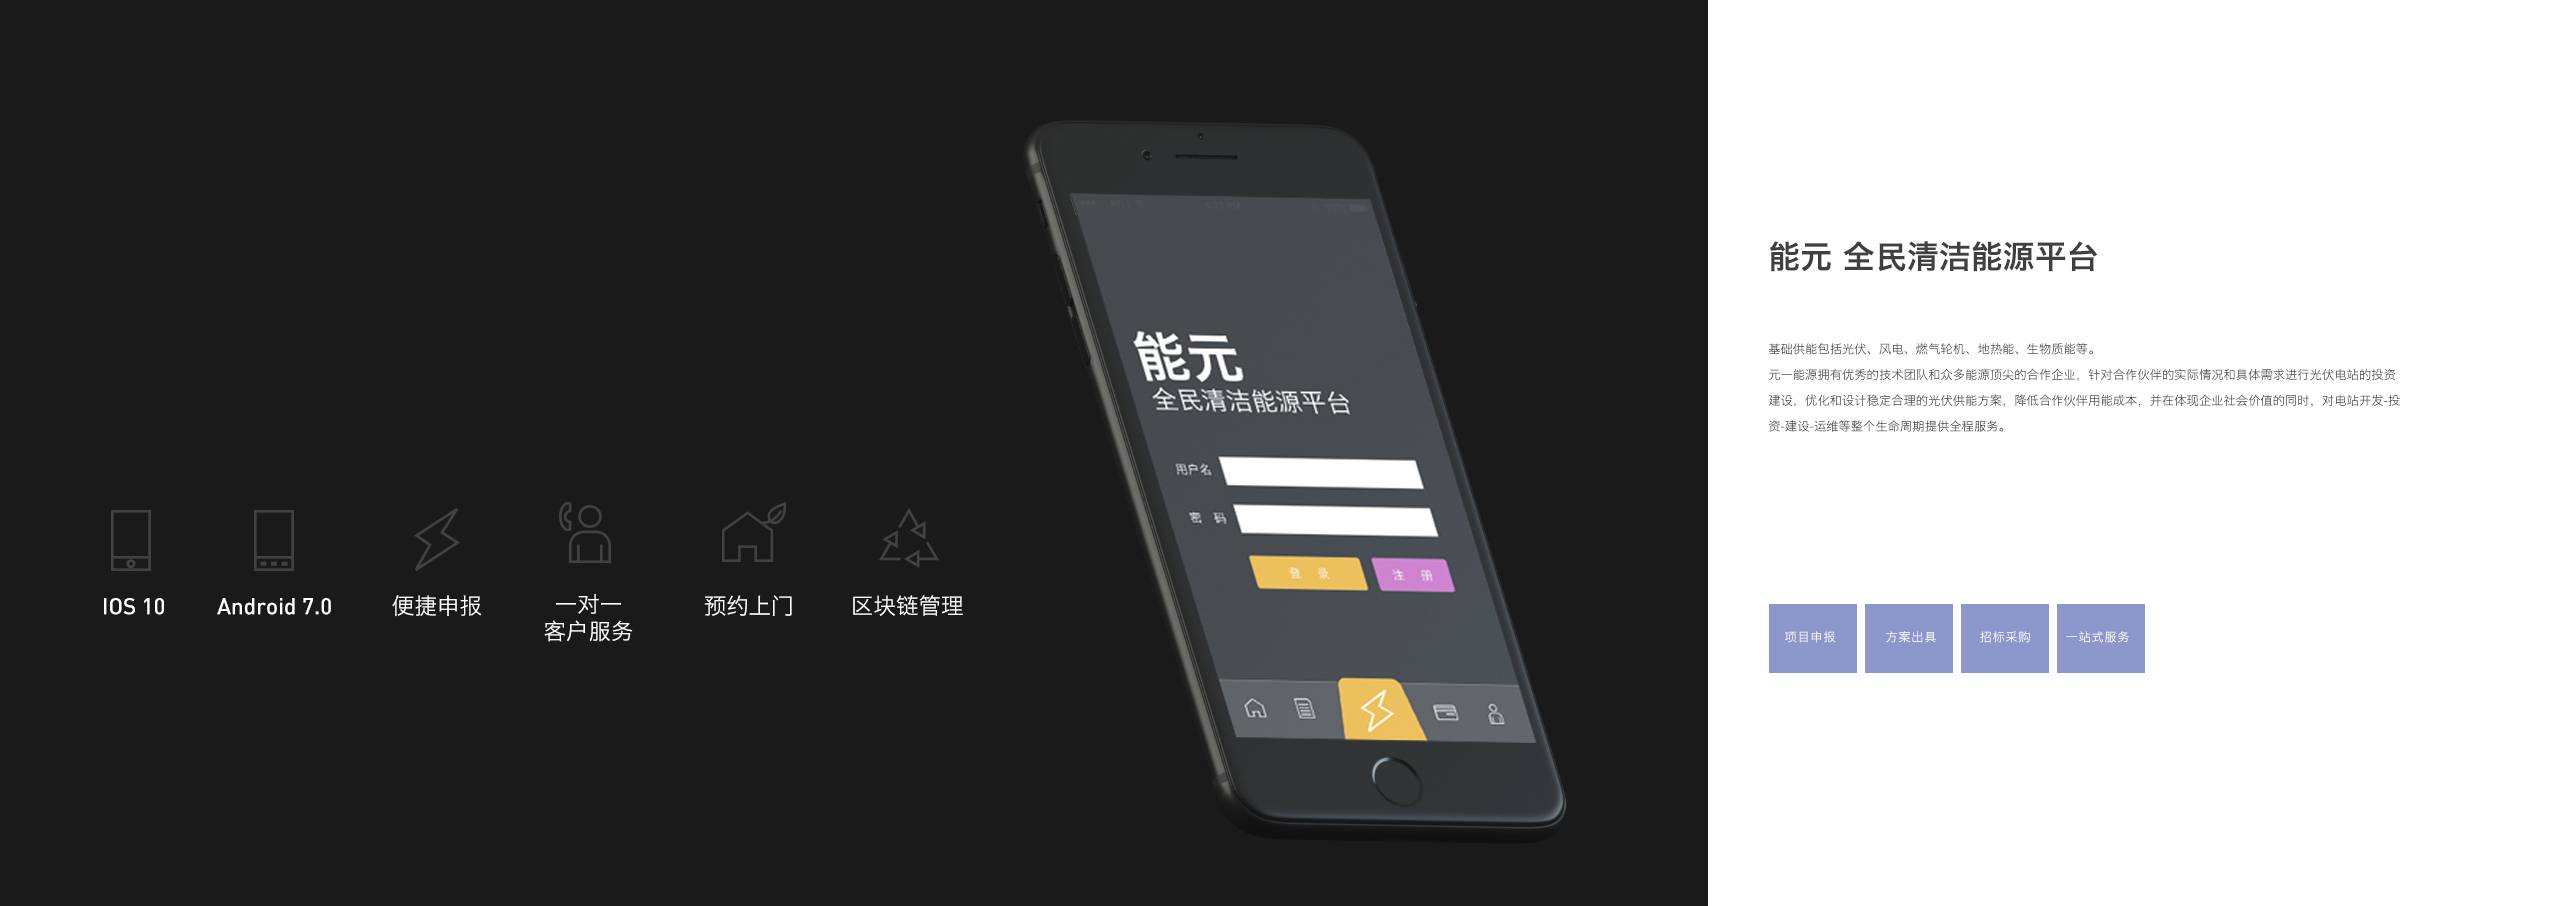 IOS 10
Android 7.0
便捷申报
一对一
客户服务
预约上门
区块链管理
能元
全民清洁能源平台
用户名
密 码
登 录
注 册
能元 全民清洁能源平台
基础供能包括光伏、风电、燃气轮机、地热能、生物质能等。
元一能源拥有优秀的技术团队和众多能源顶尖的合作企业，针对合作伙伴的实际情况和具体需求进行光伏电站的投资
建设，优化和设计稳定合理的光伏供能方案，降低合作伙伴用能成本，并在体现企业社会价值的同时，对电站开发-投
资-建设-运维等整个生命周期提供全程服务。
项目申报
方案出具
招标采购
一站式服务